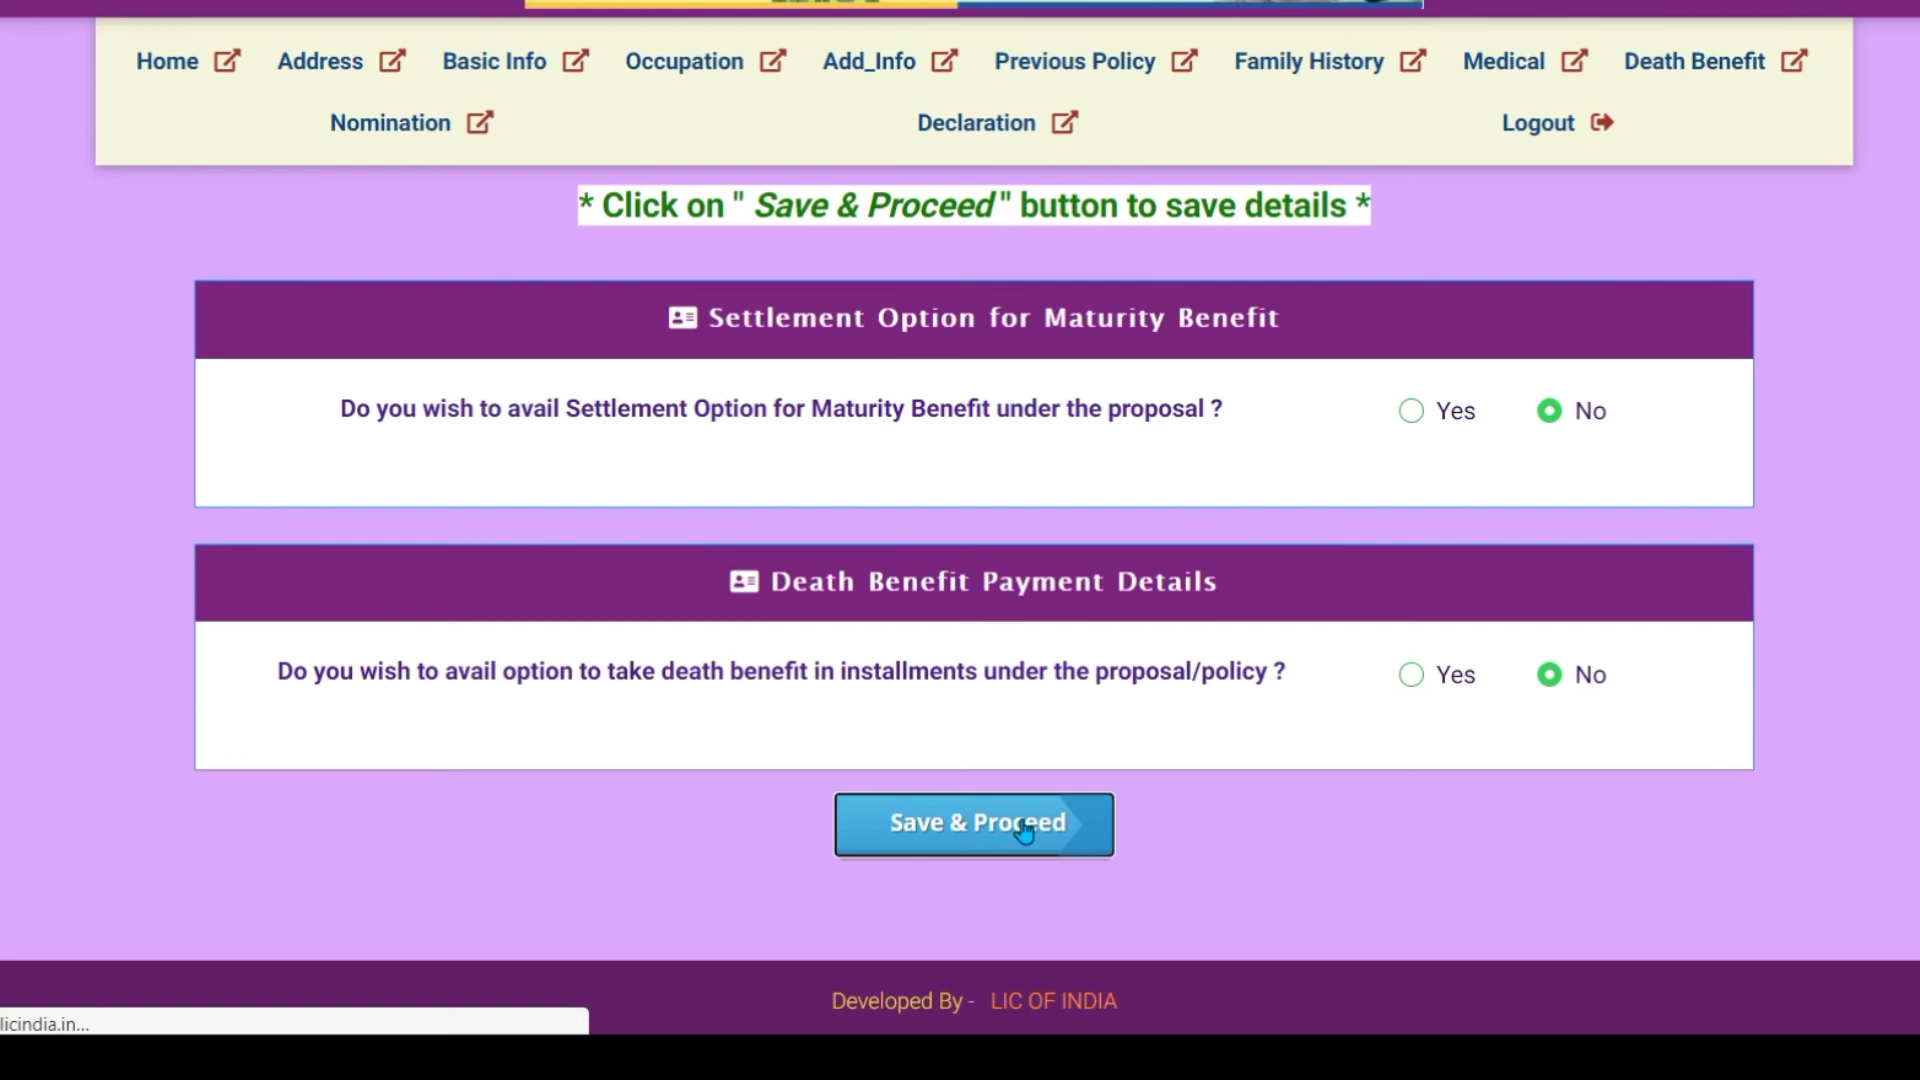 Home Address Basic Info Occupation Add_Info Previous Policy Family History Medical Death Benefit
Nomination Declaration Logout
* Click on " Save & Proceed " button to save details *
Settlement Option for Maturity Benefit
Do you wish to avail Settlement Option for Maturity Benefit under the proposal ? Yes No
Death Benefit Payment Details
Do you wish to avail option to take death benefit in installments under the proposal/policy ? Yes No
Save & Proceed
Developed By - LIC OF INDIA
licindia.in...